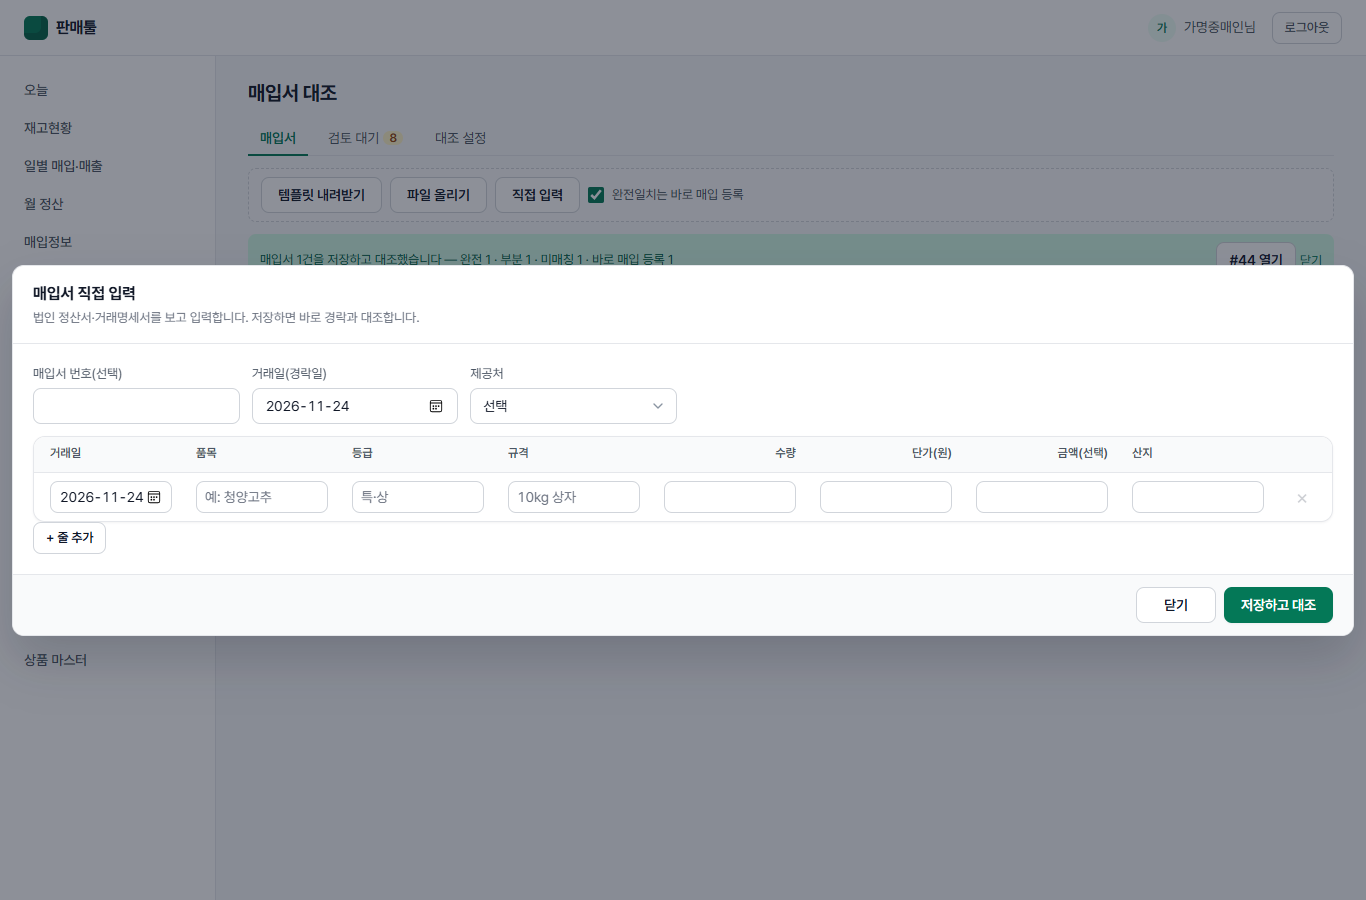 판매툴
가
가명중매인님
로그아웃
오늘
재고현황
일별 매입·매출
월 정산
매입정보
매입서 대조
매입서
검토 대기 8
대조 설정
템플릿 내려받기
파일 올리기
직접 입력
완전일치는 바로 매입 등록
매입서 1건을 저장하고 대조했습니다 — 완전 1 · 부분 1 · 미매칭 1 · 바로 매입 등록 1
#44 열기
닫기
매입서 직접 입력
법인 정산서·거래명세서를 보고 입력합니다. 저장하면 바로 경락과 대조합니다.
매입서 번호(선택)
거래일(경락일)
제공처
2026-11-24
선택
거래일
품목
등급
규격
수량
단가(원)
금액(선택)
산지
2026-11-24
예: 청양고추
특·상
10kg 상자
+ 줄 추가
닫기
저장하고 대조
상품 마스터